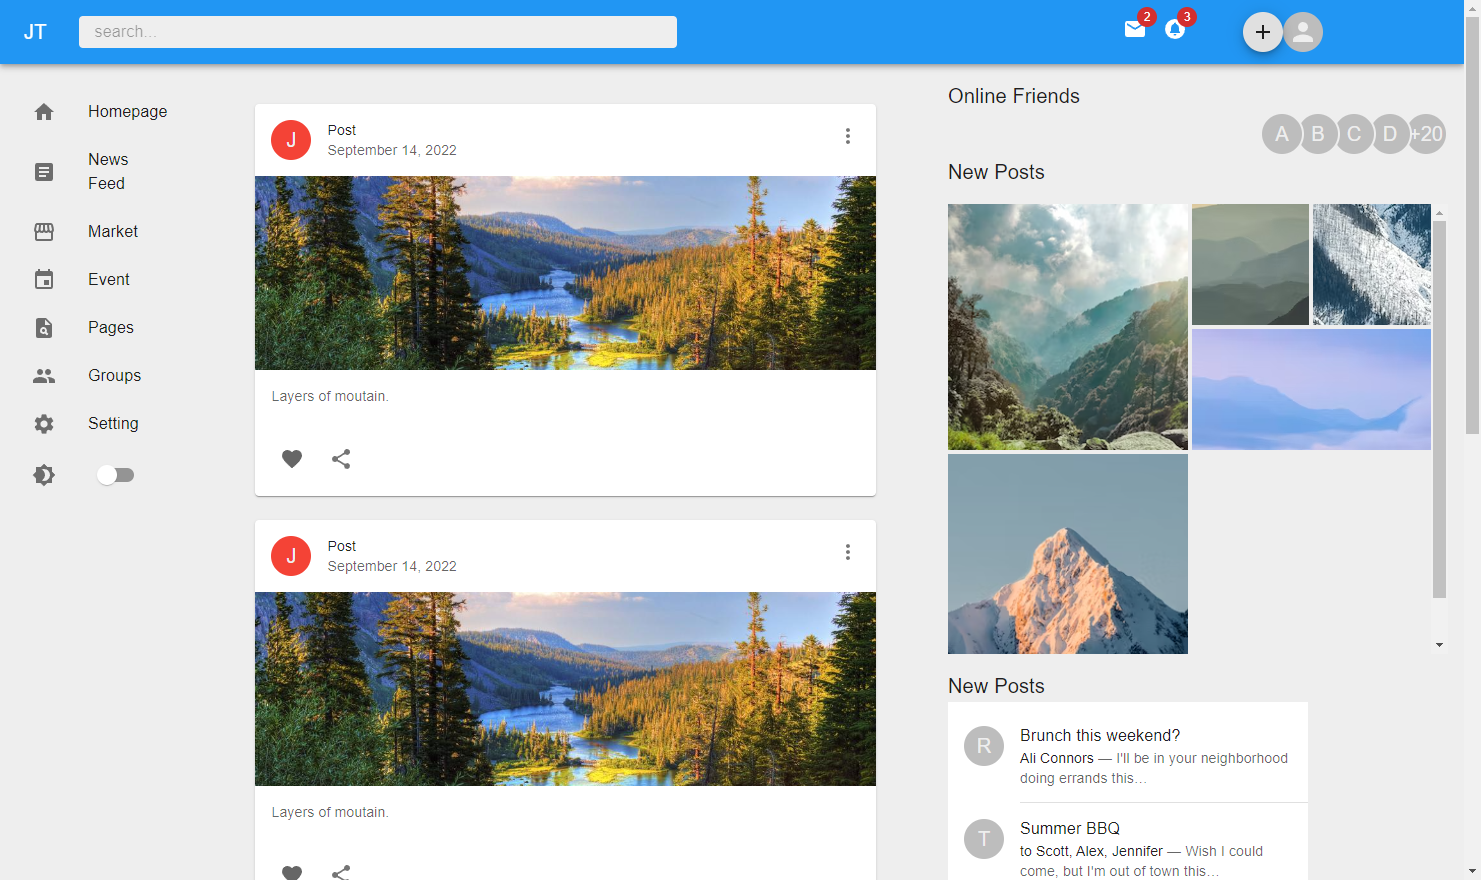 JT
search...
2
3
Homepage
News
Feed
Market
Event
Pages
Groups
Setting
J
Post
September 14, 2022
Layers of moutain.
J
Post
September 14, 2022
Layers of moutain.
Online Friends
A
B
C
D
+20
New Posts
New Posts
R
Brunch this weekend?
Ali Connors — I'll be in your neighborhood
doing errands this…
T
Summer BBQ
to Scott, Alex, Jennifer — Wish I could
come, but I'm out of town this…